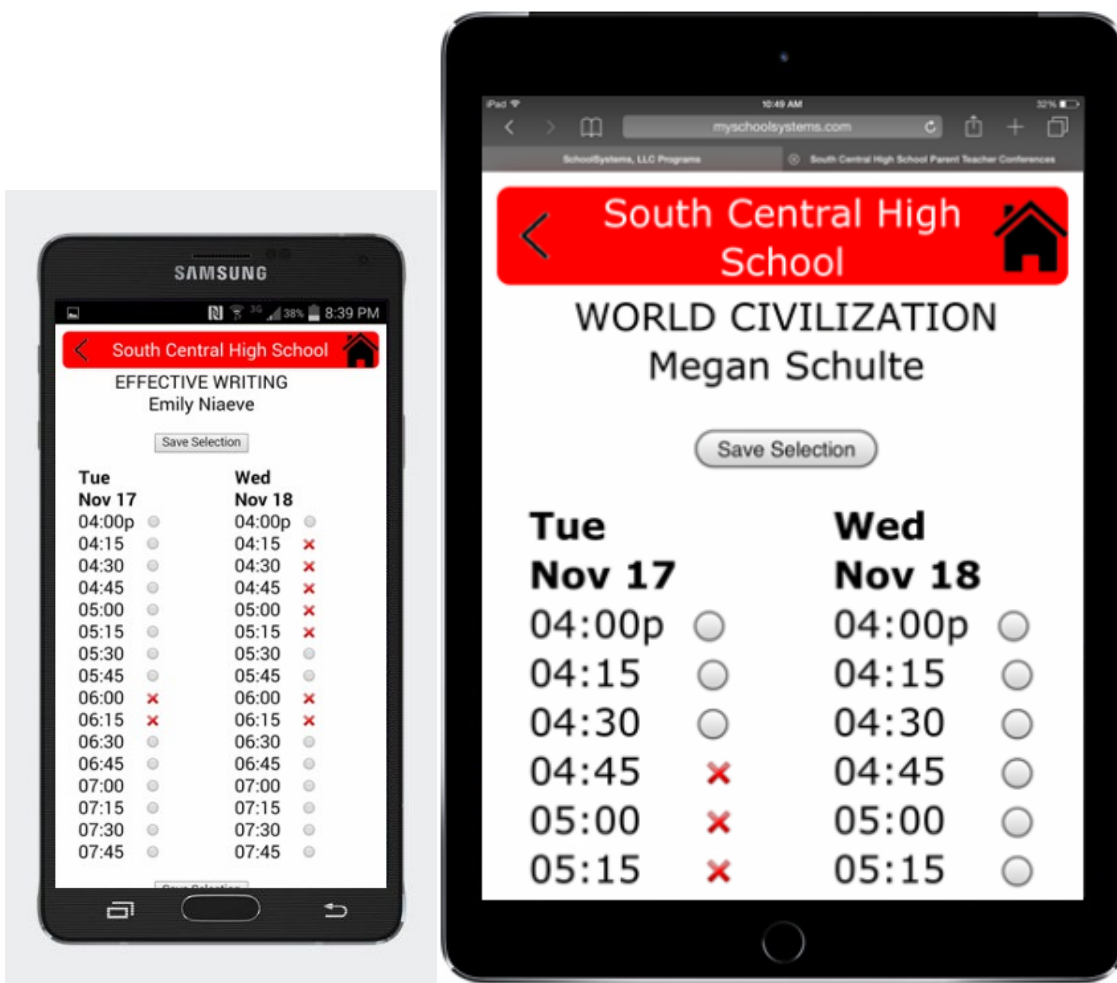 SAMSUNG
3G 38% 8:39 PM
South Central High School
EFFECTIVE WRITING
Emily Niaeve
Save Selection
Tue Wed
Nov 17 Nov 18
04:00p 04:00p
04:15 04:15
04:30 04:30
04:45 04:45
05:00 05:00
05:15 05:15
05:30 05:30
05:45 05:45
06:00 06:00
06:15 06:15
06:30 06:30
06:45 06:45
07:00 07:00
07:15 07:15
07:30 07:30
07:45 07:45
Save Selection
iPad 10:49 AM 32%
myschoolsystems.com
SchoolSystems, LLC Programs South Central High School Parent Teacher Conferences
South Central High
School
WORLD CIVILIZATION
Megan Schulte
Save Selection
Tue Wed
Nov 17 Nov 18
04:00p 04:00p
04:15 04:15
04:30 04:30
04:45 04:45
05:00 05:00
05:15 05:15